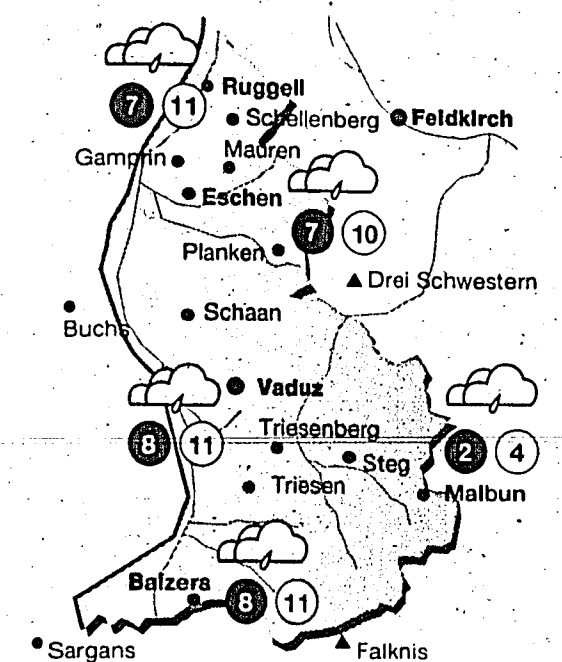 Ruggell
7 11
Schellenberg
Feldkirch
Mauren
Gamprin
Eschen
7 10
Planken
Drei Schwestern
Schaan
Buchs
Vaduz
Triesenberg
8 11
2 4
Steg
Triesen
Malbun
Balzers
8 11
Sargans
Falknis